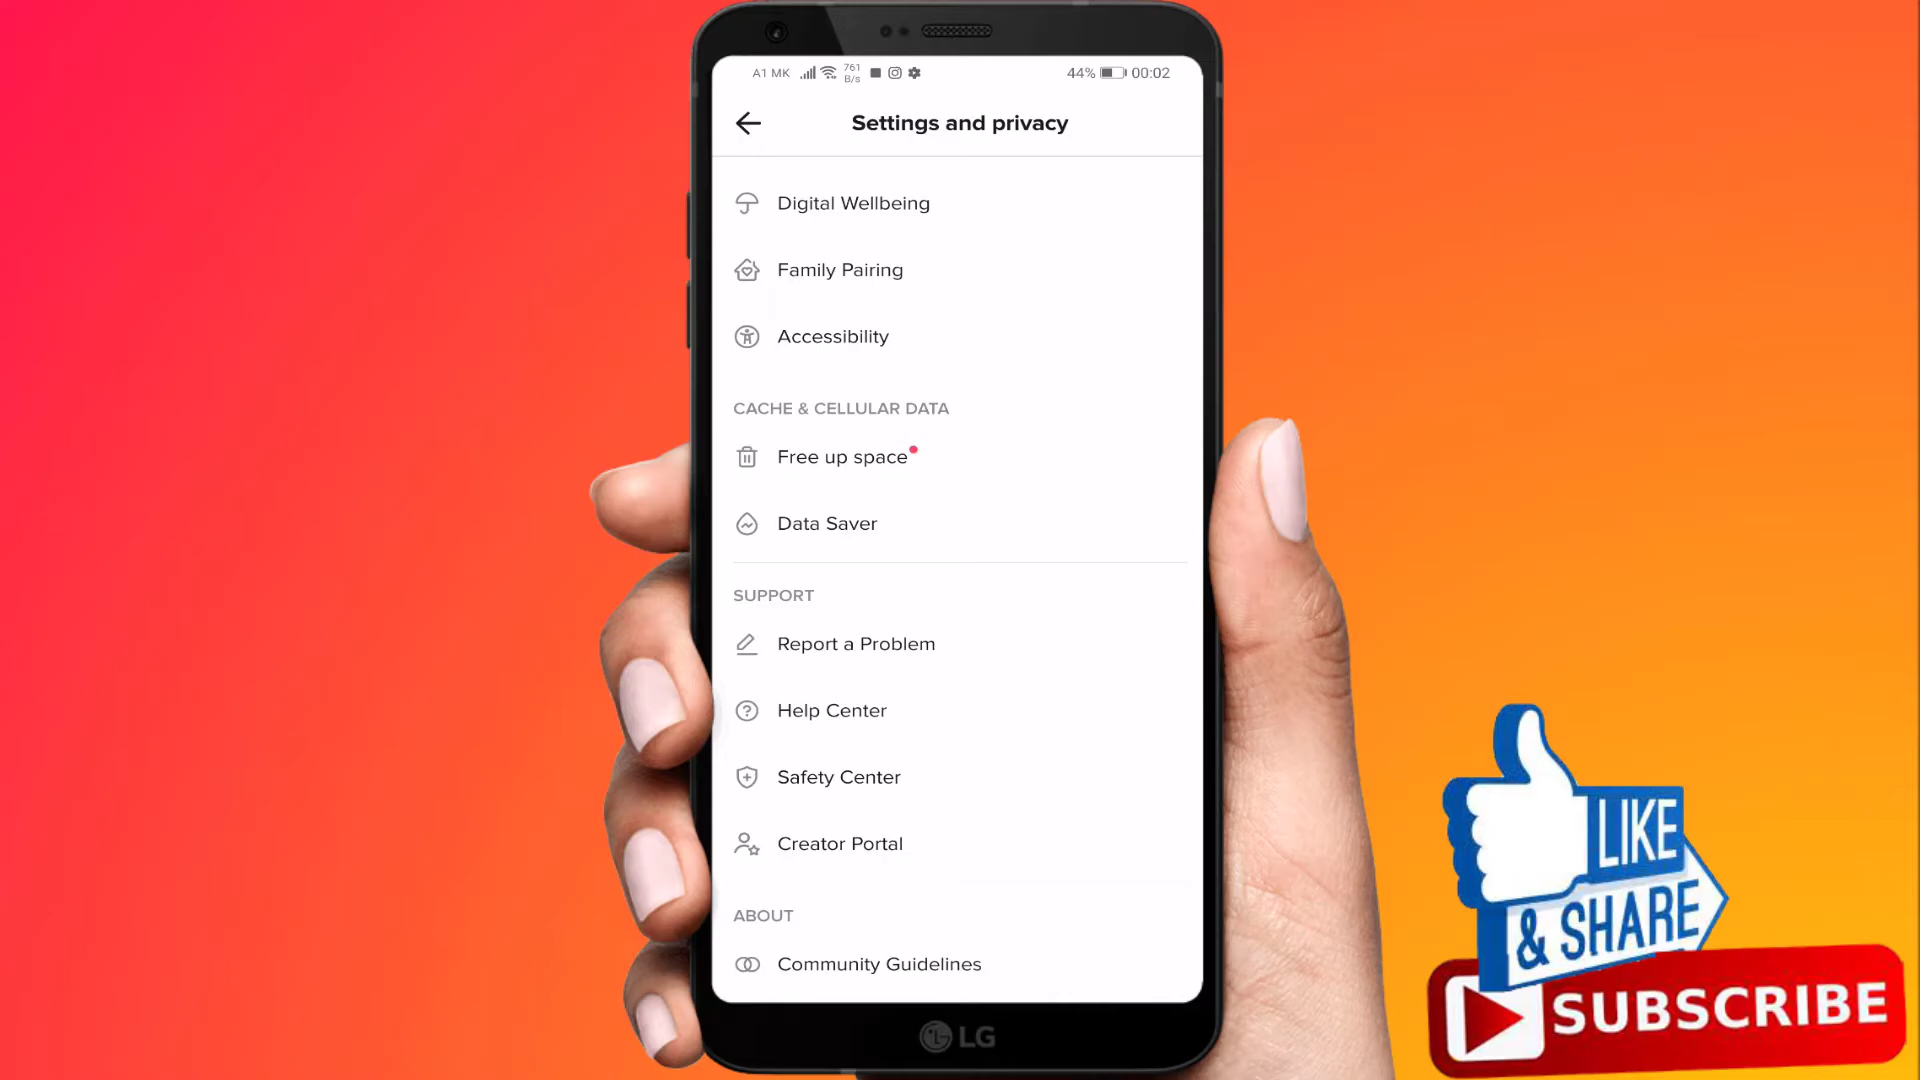 A1 MK 761 B/s 44% 00:02
Settings and privacy
Digital Wellbeing
Family Pairing
Accessibility
CACHE & CELLULAR DATA
Free up space
Data Saver
SUPPORT
Report a Problem
Help Center
Safety Center
Creator Portal
ABOUT
Community Guidelines
LG
LIKE
& SHARE
SUBSCRIBE